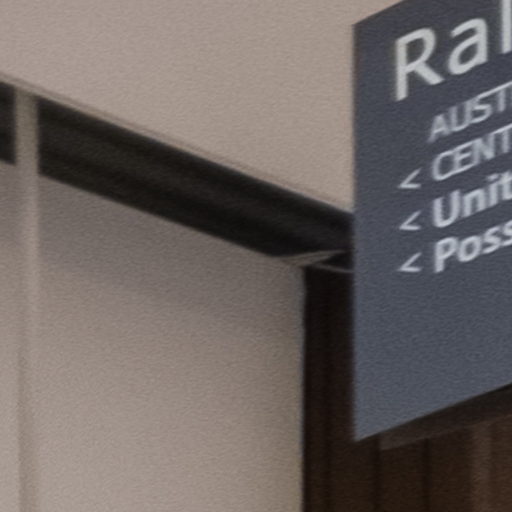 Ral
AUST
< CENT
< Unit
< Poss